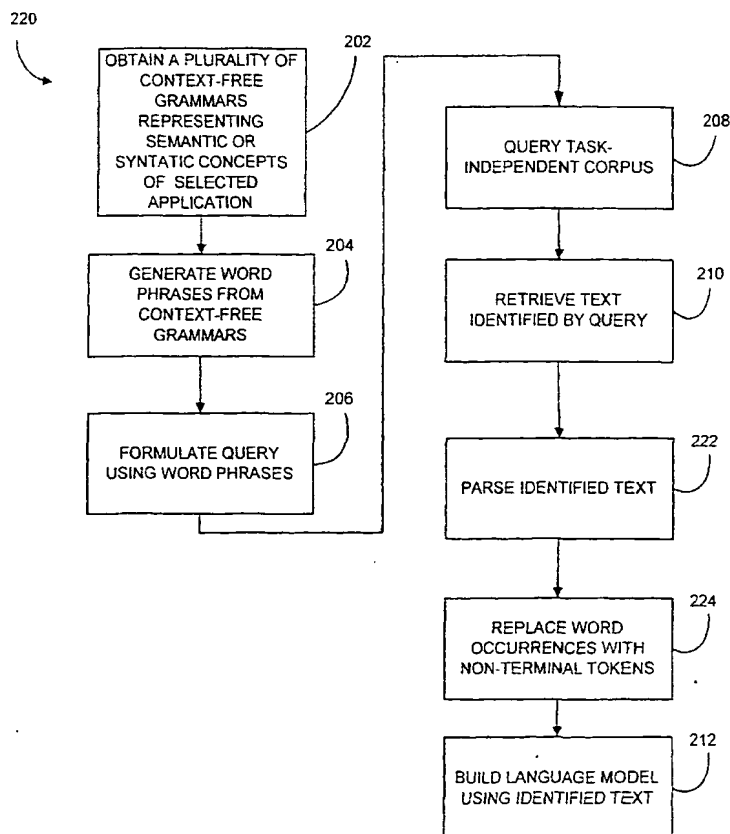 220
202
OBTAIN A PLURALITY OF
CONTEXT-FREE
GRAMMARS
REPRESENTING
SEMANTIC OR
SYNTATIC CONCEPTS
OF SELECTED
APPLICATION
204
GENERATE WORD
PHRASES FROM
CONTEXT-FREE
GRAMMARS
206
FORMULATE QUERY
USING WORD PHRASES
208
QUERY TASK-
INDEPENDENT CORPUS
210
RETRIEVE TEXT
IDENTIFIED BY QUERY
222
PARSE IDENTIFIED TEXT
224
REPLACE WORD
OCCURRENCES WITH
NON-TERMINAL TOKENS
212
BUILD LANGUAGE MODEL
USING IDENTIFIED TEXT